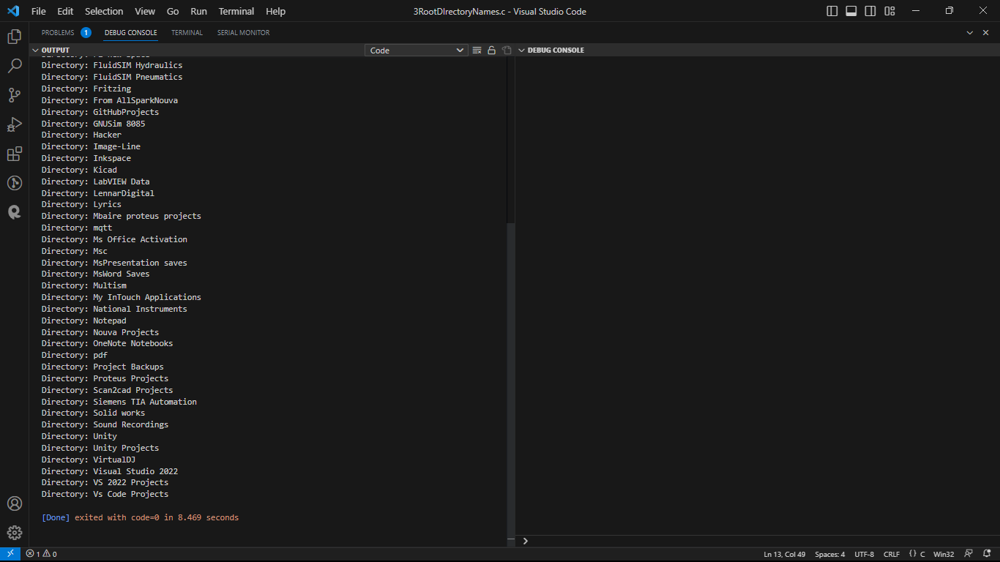 File Edit Selection View Go Run Terminal Help 3RootDIrectoryNames.c - Visual Studio Code
PROBLEMS 1 DEBUG CONSOLE TERMINAL SERIAL MONITOR
OUTPUT Code DEBUG CONSOLE
Directory: FluidSIM Hydraulics
Directory: FluidSIM Pneumatics
Directory: Fritzing
Directory: From AllSparkNouva
Directory: GitHubProjects
Directory: GNUSim 8085
Directory: Hacker
Directory: Image-Line
Directory: Inkspace
Directory: Kicad
Directory: LabVIEW Data
Directory: LennarDigital
Directory: Lyrics
Directory: Mbaire proteus projects
Directory: mqtt
Directory: Ms Office Activation
Directory: Msc
Directory: MsPresentation saves
Directory: MsWord Saves
Directory: Multism
Directory: My InTouch Applications
Directory: National Instruments
Directory: Notepad
Directory: Nouva Projects
Directory: OneNote Notebooks
Directory: pdf
Directory: Project Backups
Directory: Proteus Projects
Directory: Scan2cad Projects
Directory: Siemens TIA Automation
Directory: Solid works
Directory: Sound Recordings
Directory: Unity
Directory: Unity Projects
Directory: VirtualDJ
Directory: Visual Studio 2022
Directory: VS 2022 Projects
Directory: Vs Code Projects
[Done] exited with code=0 in 8.469 seconds
1 0 Ln 13, Col 49 Spaces: 4 UTF-8 CRLF {} C Win32